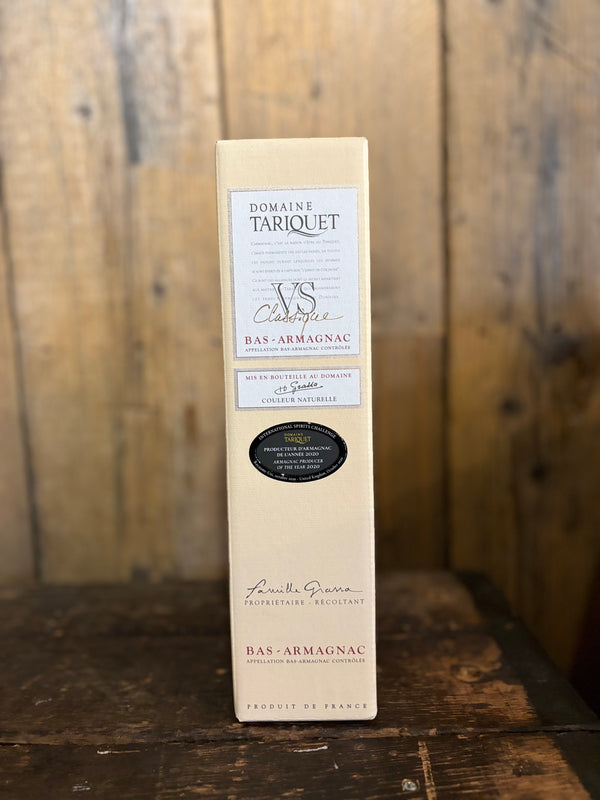 DOMAINE
TARIQUET
VS
Classique
BAS-ARMAGNAC
APPELLATION BAS-ARMAGNAC CONTRÔLÉE
MIS EN BOUTEILLE AU DOMAINE
COULEUR NATURELLE
INTERNATIONAL SPIRITS CHALLENGE
DOMAINE
TARIQUET
PRODUCTEUR D'ARMAGNAC
DE L'ANNÉE 2020
ARMAGNAC PRODUCER
OF THE YEAR 2020
Famille Grassa
PROPRIÉTAIRE - RÉCOLTANT
BAS-ARMAGNAC
APPELLATION BAS-ARMAGNAC CONTRÔLÉE
PRODUIT DE FRANCE